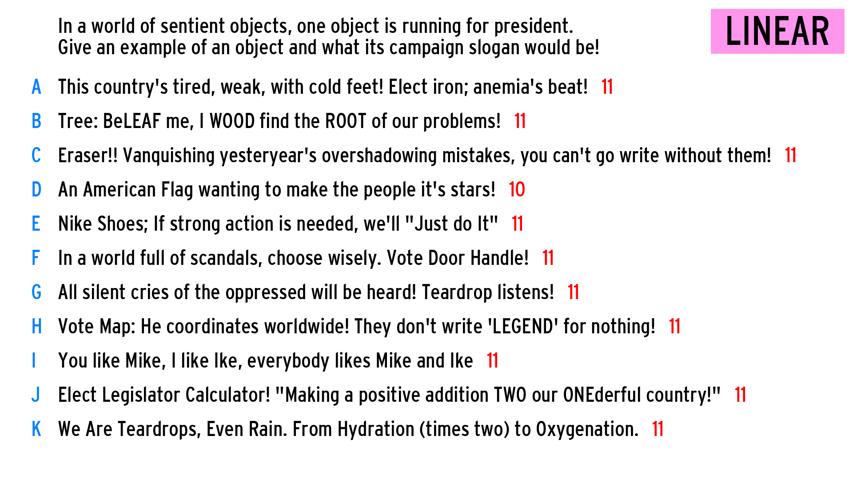 In a world of sentient objects, one object is running for president.
Give an example of an object and what its campaign slogan would be!
LINEAR
A This country's tired, weak, with cold feet! Elect iron; anemia's beat! 11
B Tree: BeLEAF me, I WOOD find the ROOT of our problems! 11
C Eraser!! Vanquishing yesteryear's overshadowing mistakes, you can't go write without them! 11
D An American Flag wanting to make the people it's stars! 10
E Nike Shoes; If strong action is needed, we'll "Just do It" 11
F In a world full of scandals, choose wisely. Vote Door Handle! 11
G All silent cries of the oppressed will be heard! Teardrop listens! 11
H Vote Map: He coordinates worldwide! They don't write 'LEGEND' for nothing! 11
I You like Mike, I like Ike, everybody likes Mike and Ike 11
J Elect Legislator Calculator! "Making a positive addition TWO our ONEderful country!" 11
K We Are Teardrops, Even Rain. From Hydration (times two) to Oxygenation. 11